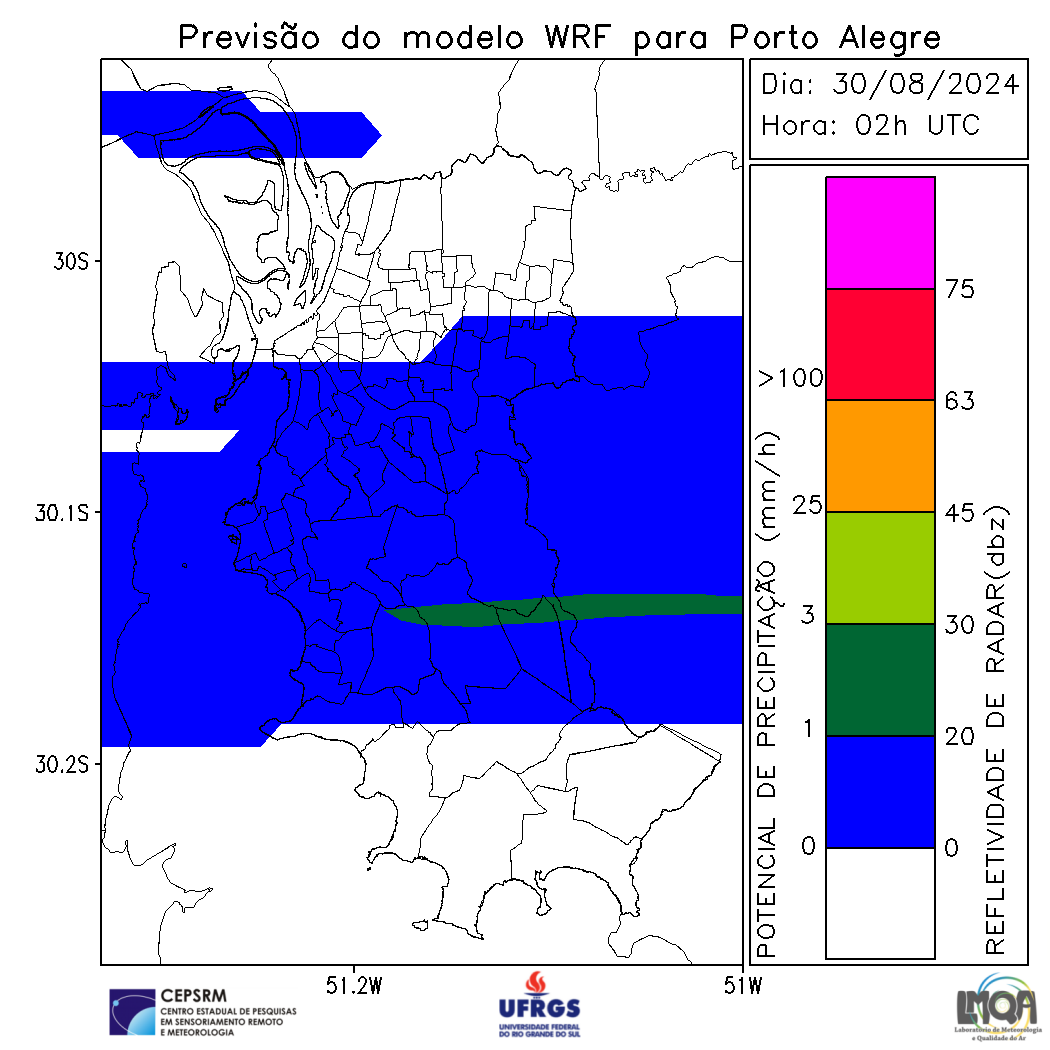 Previsão do modelo WRF para Porto Alegre
Dia: 30/08/2024
Hora: 02h UTC
30S
30.1S
30.2S
51.2W
51W
POTENCIAL DE PRECIPITAÇÃO (mm/h)
>100
25
3
1
0
75
63
45
30
20
0
REFLETIVIDADE DE RADAR(dbz)
CEPSRM
CENTRO ESTADUAL DE PESQUISAS
EM SENSORIAMENTO REMOTO
E METEOROLOGIA
UFRGS
UNIVERSIDADE FEDERAL
DO RIO GRANDE DO SUL
LMQA
Laboratório de Meteorologia
e Qualidade do Ar